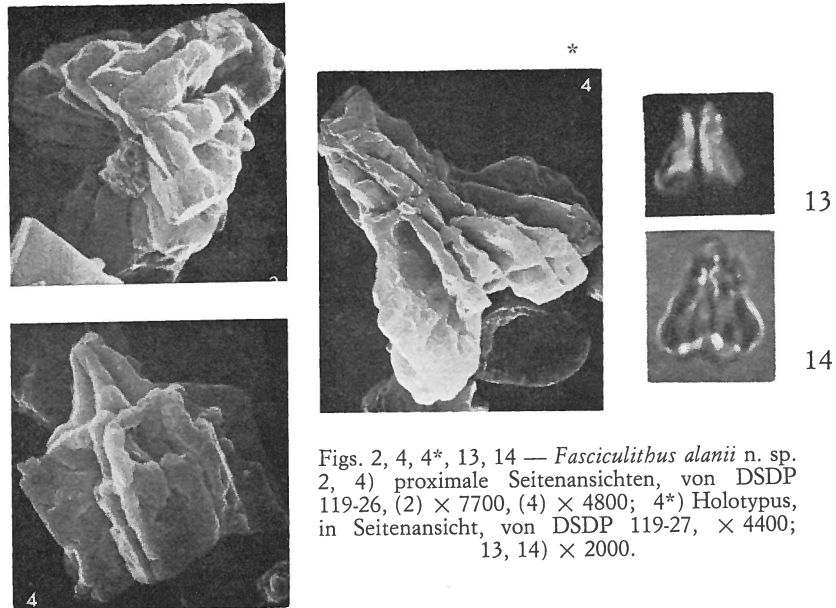 *
4
13
14
4
Figs. 2, 4, 4*, 13, 14 — Fasciculithus alanii n. sp.
2, 4) proximale Seitenansichten, von DSDP
119-26, (2) × 7700, (4) × 4800; 4*) Holotypus,
in Seitenansicht, von DSDP 119-27, × 4400;
13, 14) × 2000.